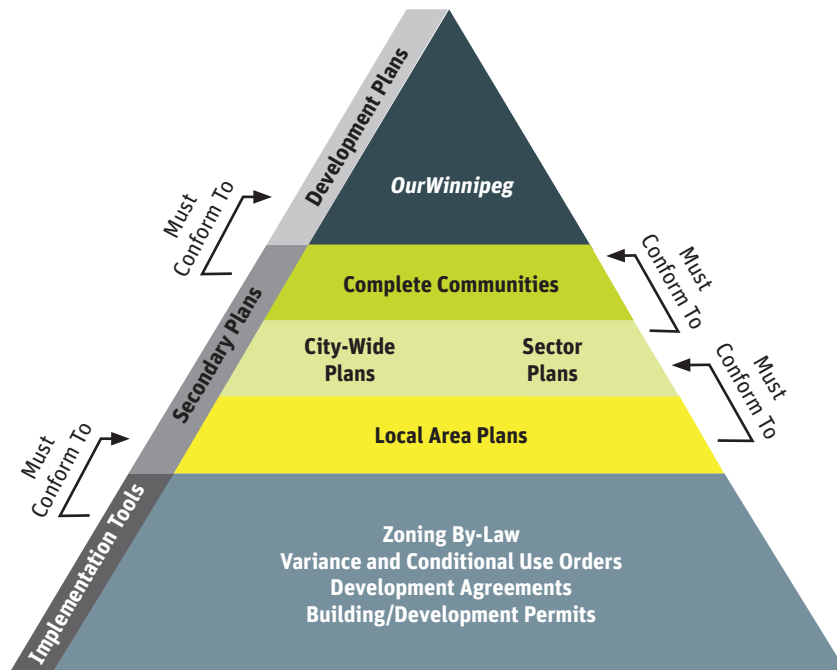 Development Plans
OurWinnipeg
Must
Conform To
Secondary Plans
Complete Communities
Must
Conform To
City-Wide
Plans
Sector
Plans
Must
Conform To
Local Area Plans
Must
Conform To
Implementation Tools
Zoning By-Law
Variance and Conditional Use Orders
Development Agreements
Building/Development Permits